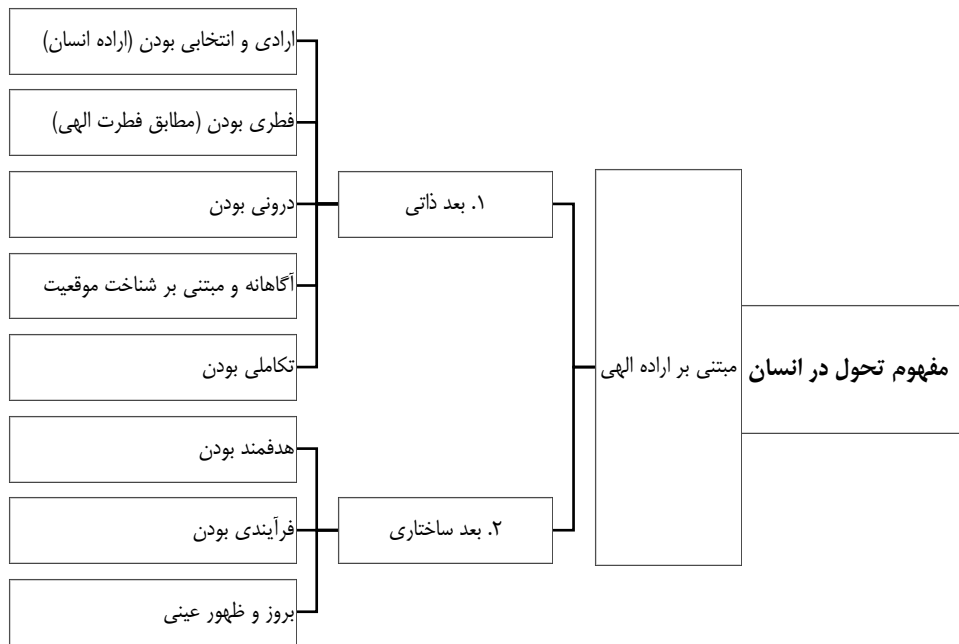 مفهوم تحول در انسان
مبتنی بر اراده الهی
۱. بعد ذاتی
ارادی و انتخابی بودن (اراده انسان)
فطری بودن (مطابق فطرت الهی)
درونی بودن
آگاهانه و مبتنی بر شناخت موقعیت
تکاملی بودن
۲. بعد ساختاری
هدفمند بودن
فرآیندی بودن
بروز و ظهور عینی